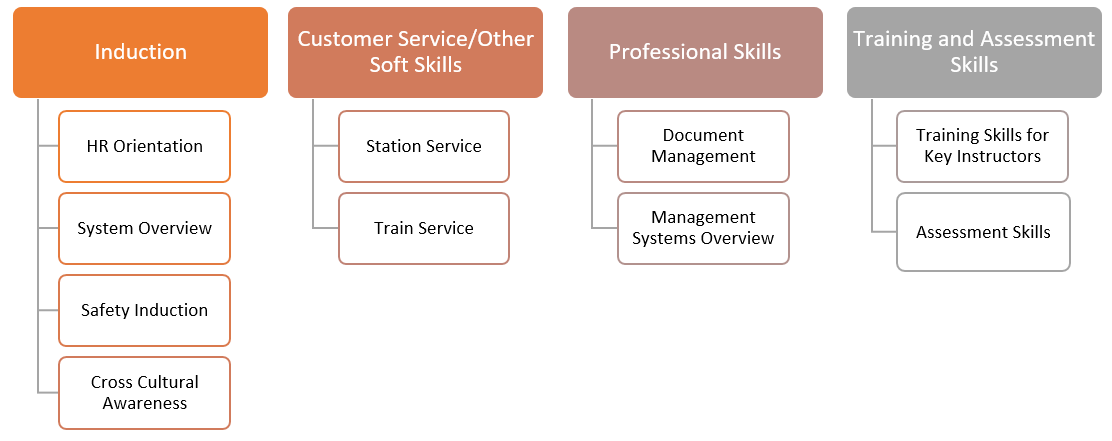 Induction
HR Orientation
System Overview
Safety Induction
Cross Cultural
Awareness
Customer Service/Other
Soft Skills
Station Service
Train Service
Professional Skills
Document
Management
Management
Systems Overview
Training and Assessment
Skills
Training Skills for
Key Instructors
Assessment Skills